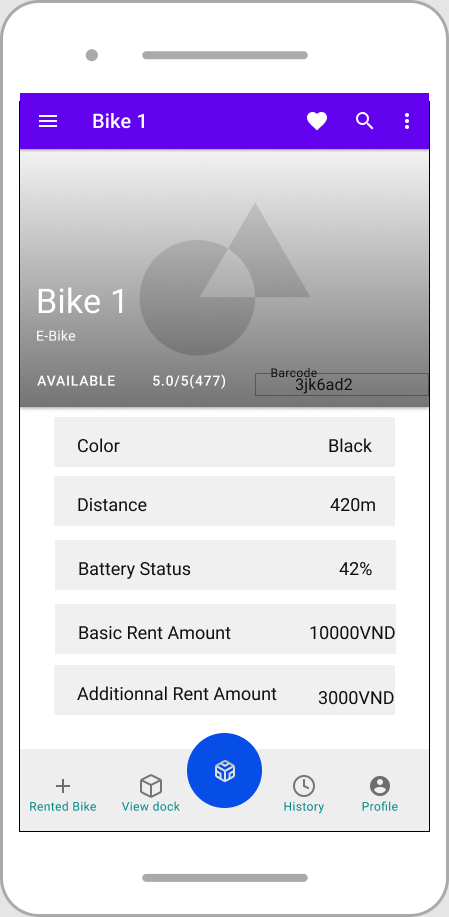 Bike 1
Bike 1
E-Bike
AVAILABLE 5.0/5(477)
Barcode
3jk6ad2
Color Black
Distance 420m
Battery Status 42%
Basic Rent Amount 10000VND
Additionnal Rent Amount 3000VND
Rented Bike View dock History Profile